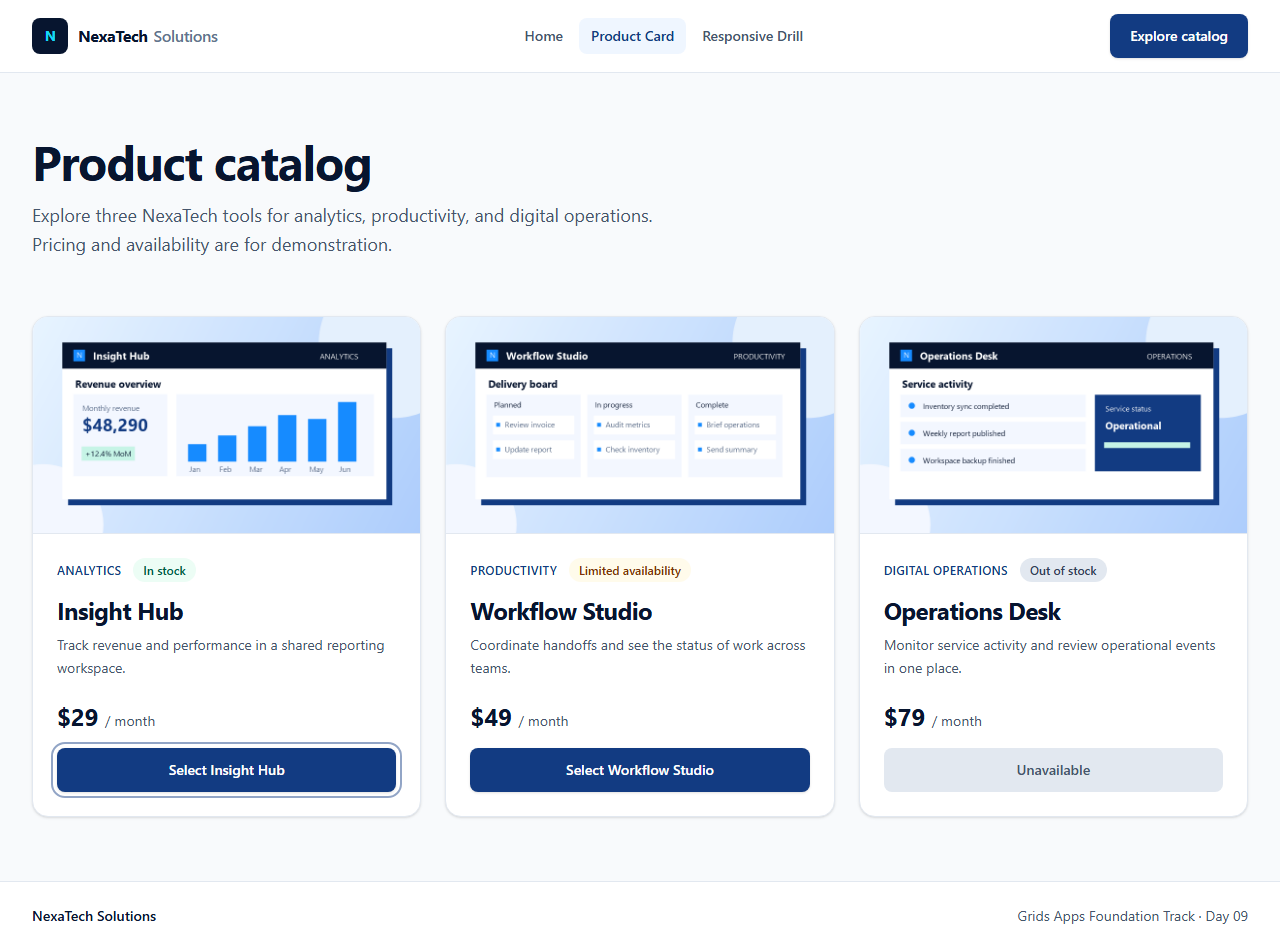 N NexaTech Solutions
Home Product Card Responsive Drill
Explore catalog
Product catalog
Explore three NexaTech tools for analytics, productivity, and digital operations.
Pricing and availability are for demonstration.
N Insight Hub ANALYTICS
Revenue overview
Monthly revenue
$48,290
+12.4% MoM
Jan Feb Mar Apr May Jun
ANALYTICS In stock
Insight Hub
Track revenue and performance in a shared reporting
workspace.
$29 / month
Select Insight Hub
N Workflow Studio PRODUCTIVITY
Delivery board
Planned In progress Complete
Review invoice Audit metrics Brief operations
Update report Check inventory Send summary
PRODUCTIVITY Limited availability
Workflow Studio
Coordinate handoffs and see the status of work across
teams.
$49 / month
Select Workflow Studio
N Operations Desk OPERATIONS
Service activity
Inventory sync completed
Weekly report published
Workspace backup finished
Service status
Operational
DIGITAL OPERATIONS Out of stock
Operations Desk
Monitor service activity and review operational events
in one place.
$79 / month
Unavailable
NexaTech Solutions
Grids Apps Foundation Track · Day 09